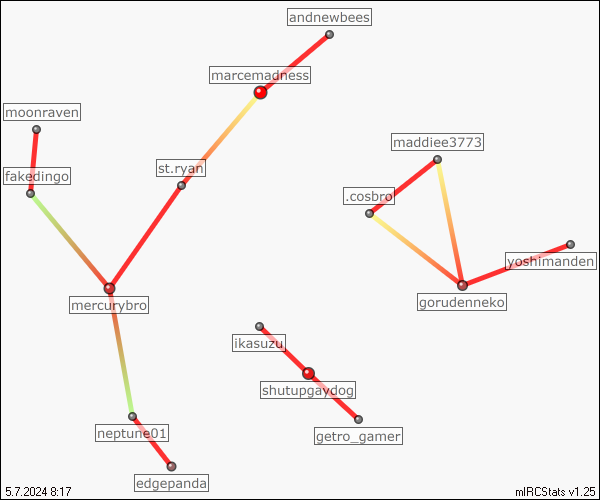 andnewbees
marcemadness
moonraven
maddiee3773
st.ryan
fakedingo
.cosbro
yoshimanden
mercurybro
gorudenneko
ikasuzu
shutupgaydog
neptune01
getro_gamer
edgepanda
5.7.2024 8:17
mIRCStats v1.25